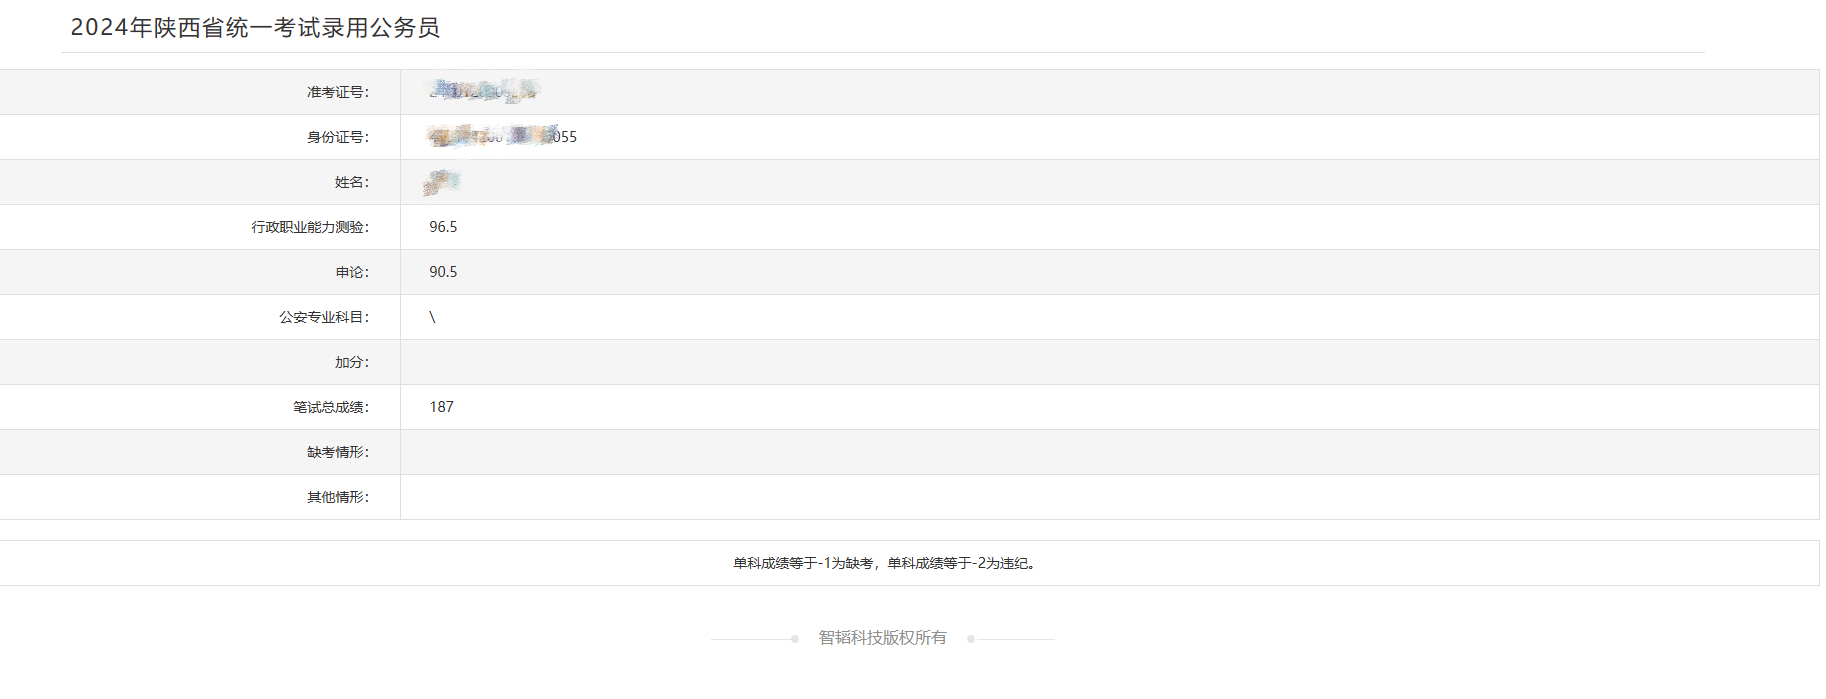 2024年陕西省统一考试录用公务员
准考证号：
身份证号： 055
姓名：
行政职业能力测验： 96.5
申论： 90.5
公安专业科目： \
加分：
笔试总成绩： 187
缺考情形：
其他情形：
单科成绩等于-1为缺考，单科成绩等于-2为违纪。
智韬科技版权所有